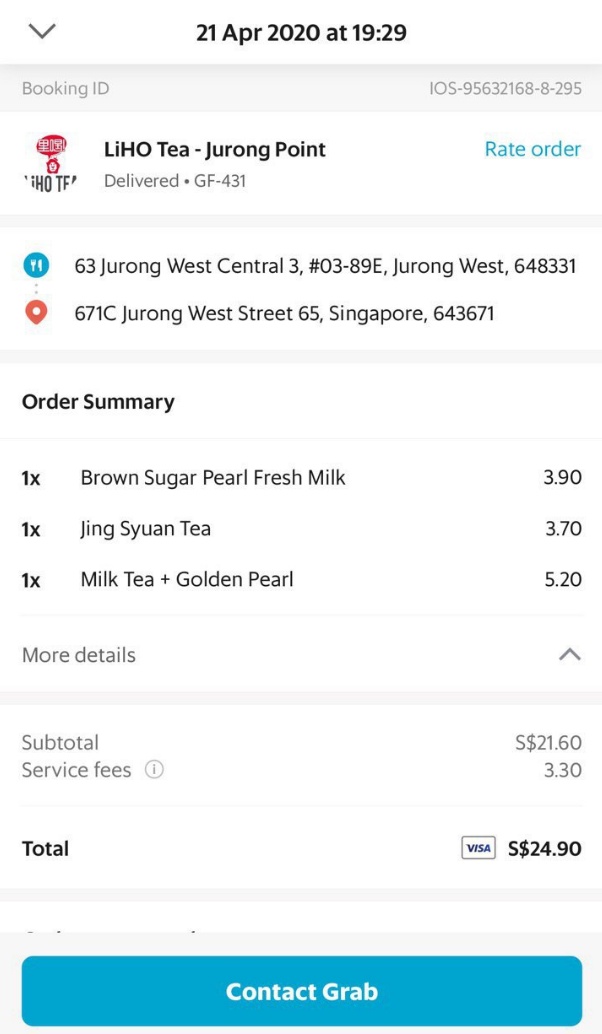 21 Apr 2020 at 19:29
Booking ID IOS-95632168-8-295
里喝!
LiHO Tea - Jurong Point Rate order
LIHO TEA
Delivered • GF-431
63 Jurong West Central 3, #03-89E, Jurong West, 648331
671C Jurong West Street 65, Singapore, 643671
Order Summary
1x Brown Sugar Pearl Fresh Milk 3.90
1x Jing Syuan Tea 3.70
1x Milk Tea + Golden Pearl 5.20
More details
Subtotal S$21.60
Service fees i 3.30
Total VISA S$24.90
Contact Grab